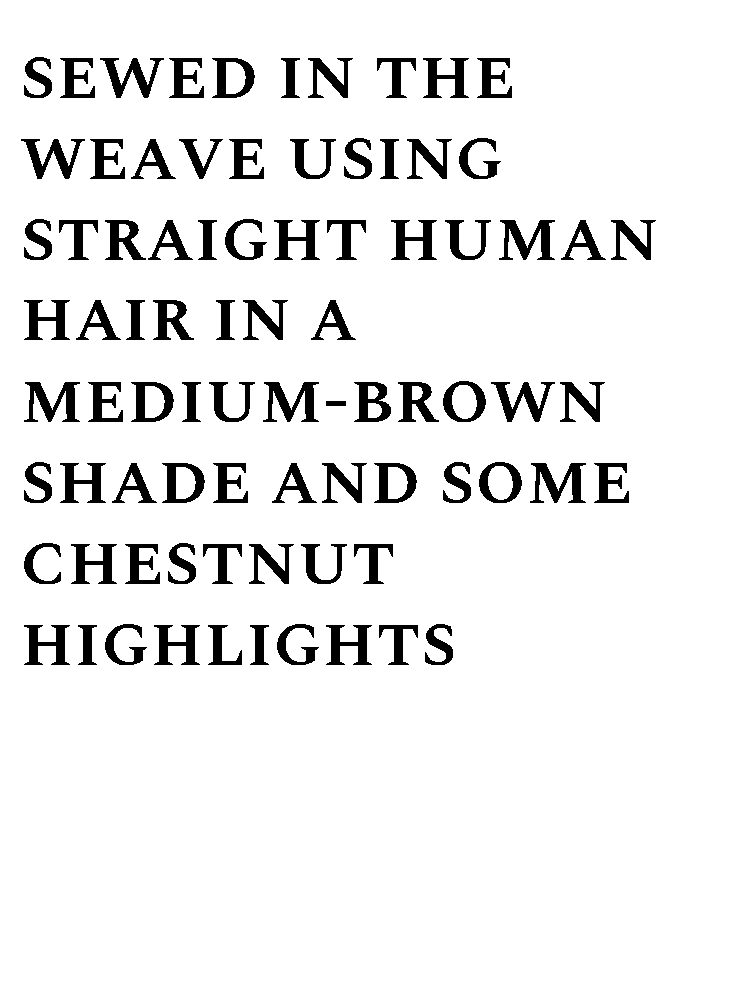 SEWED IN THE
WEAVE USING
STRAIGHT HUMAN
HAIR IN A
MEDIUM-BROWN
SHADE AND SOME
CHESTNUT
HIGHLIGHTS